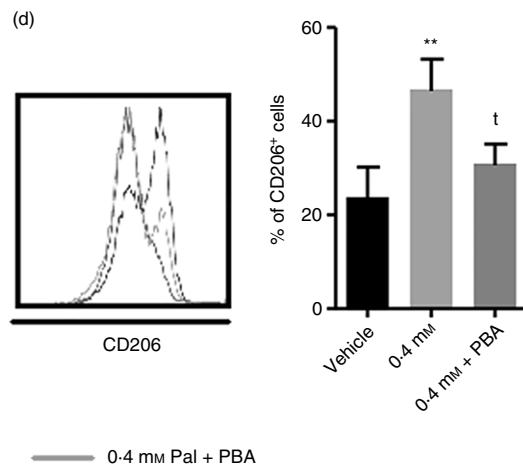 (d)
60
40
20
0
% of CD206⁺ cells
**
t
Vehicle
0·4 mM
0·4 mM + PBA
CD206
0·4 mM Pal + PBA